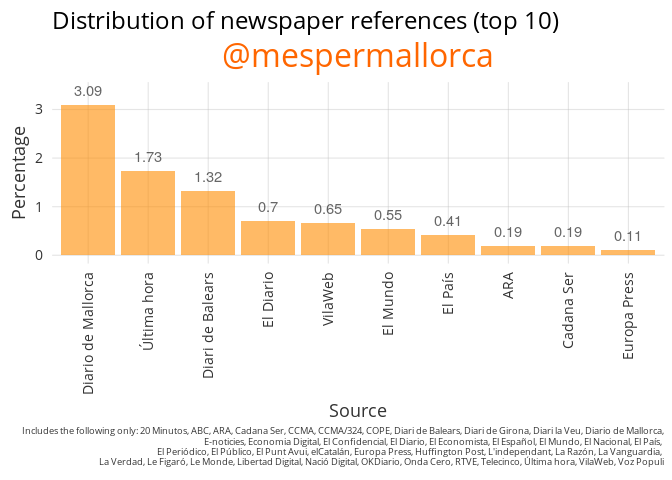 Distribution of newspaper references (top 10)
@mespermallorca
Percentage
3
2
1
0
3.09
1.73
1.32
0.7
0.65
0.55
0.41
0.19
0.19
0.11
Diario de Mallorca
Última hora
Diari de Balears
El Diario
VilaWeb
El Mundo
El País
ARA
Cadana Ser
Europa Press
Source
Includes the following only: 20 Minutos, ABC, ARA, Cadana Ser, CCMA, CCMA/324, COPE, Diari de Balears, Diari de Girona, Diari la Veu, Diario de Mallorca,
E-noticies, Economia Digital, El Confidencial, El Diario, El Economista, El Español, El Mundo, El Nacional, El País,
El Periódico, El Público, El Punt Avui, elCatalán, Europa Press, Huffington Post, L'independant, La Razón, La Vanguardia,
La Verdad, Le Figaró, Le Monde, Libertad Digital, Nació Digital, OKDiario, Onda Cero, RTVE, Telecinco, Última hora, VilaWeb, Voz Populi